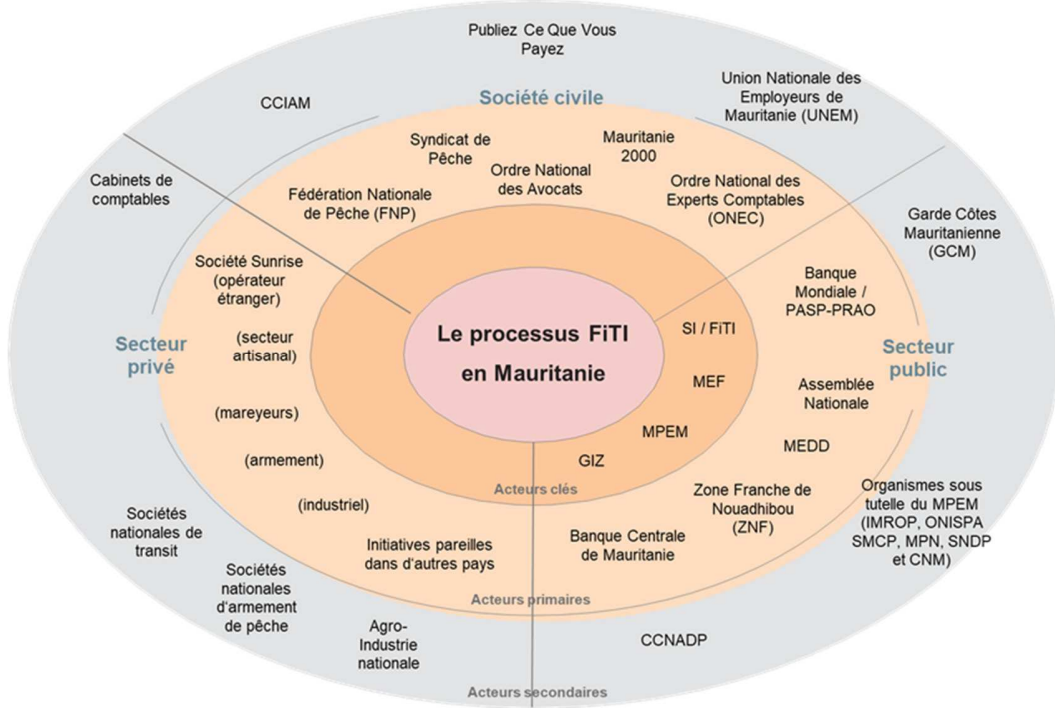 Publiez Ce Que Vous
Payez
CCIAM
Société civile
Union Nationale des
Employeurs de
Mauritanie (UNEM)
Syndicat de
Pêche
Mauritanie
2000
Ordre National
des Avocats
Cabinets de
comptables
Fédération Nationale
de Pêche (FNP)
Ordre National des
Experts Comptables
(ONEC)
Garde Côtes
Mauritanienne
(GCM)
Société Sunrise
(opérateur
étranger)
Banque
Mondiale /
PASP-PRAO
(secteur
artisanal)
Secteur
privé
Le processus FiTI
en Mauritanie
SI / FiTI
Secteur
public
MEF
Assemblée
Nationale
(mareyeurs)
MPEM
MEDD
(armement)
GIZ
Acteurs clés
(industriel)
Zone Franche de
Nouadhibou
(ZNF)
Organismes sous
tutelle du MPEM
(IMROP, ONISPA
SMCP, MPN, SNDP
et CNM)
Sociétés
nationales de
transit
Initiatives pareilles
dans d'autres pays
Banque Centrale
de Mauritanie
Sociétés
nationales
d'armement
de pêche
Acteurs primaires
Agro-
Industrie
nationale
CCNADP
Acteurs secondaires